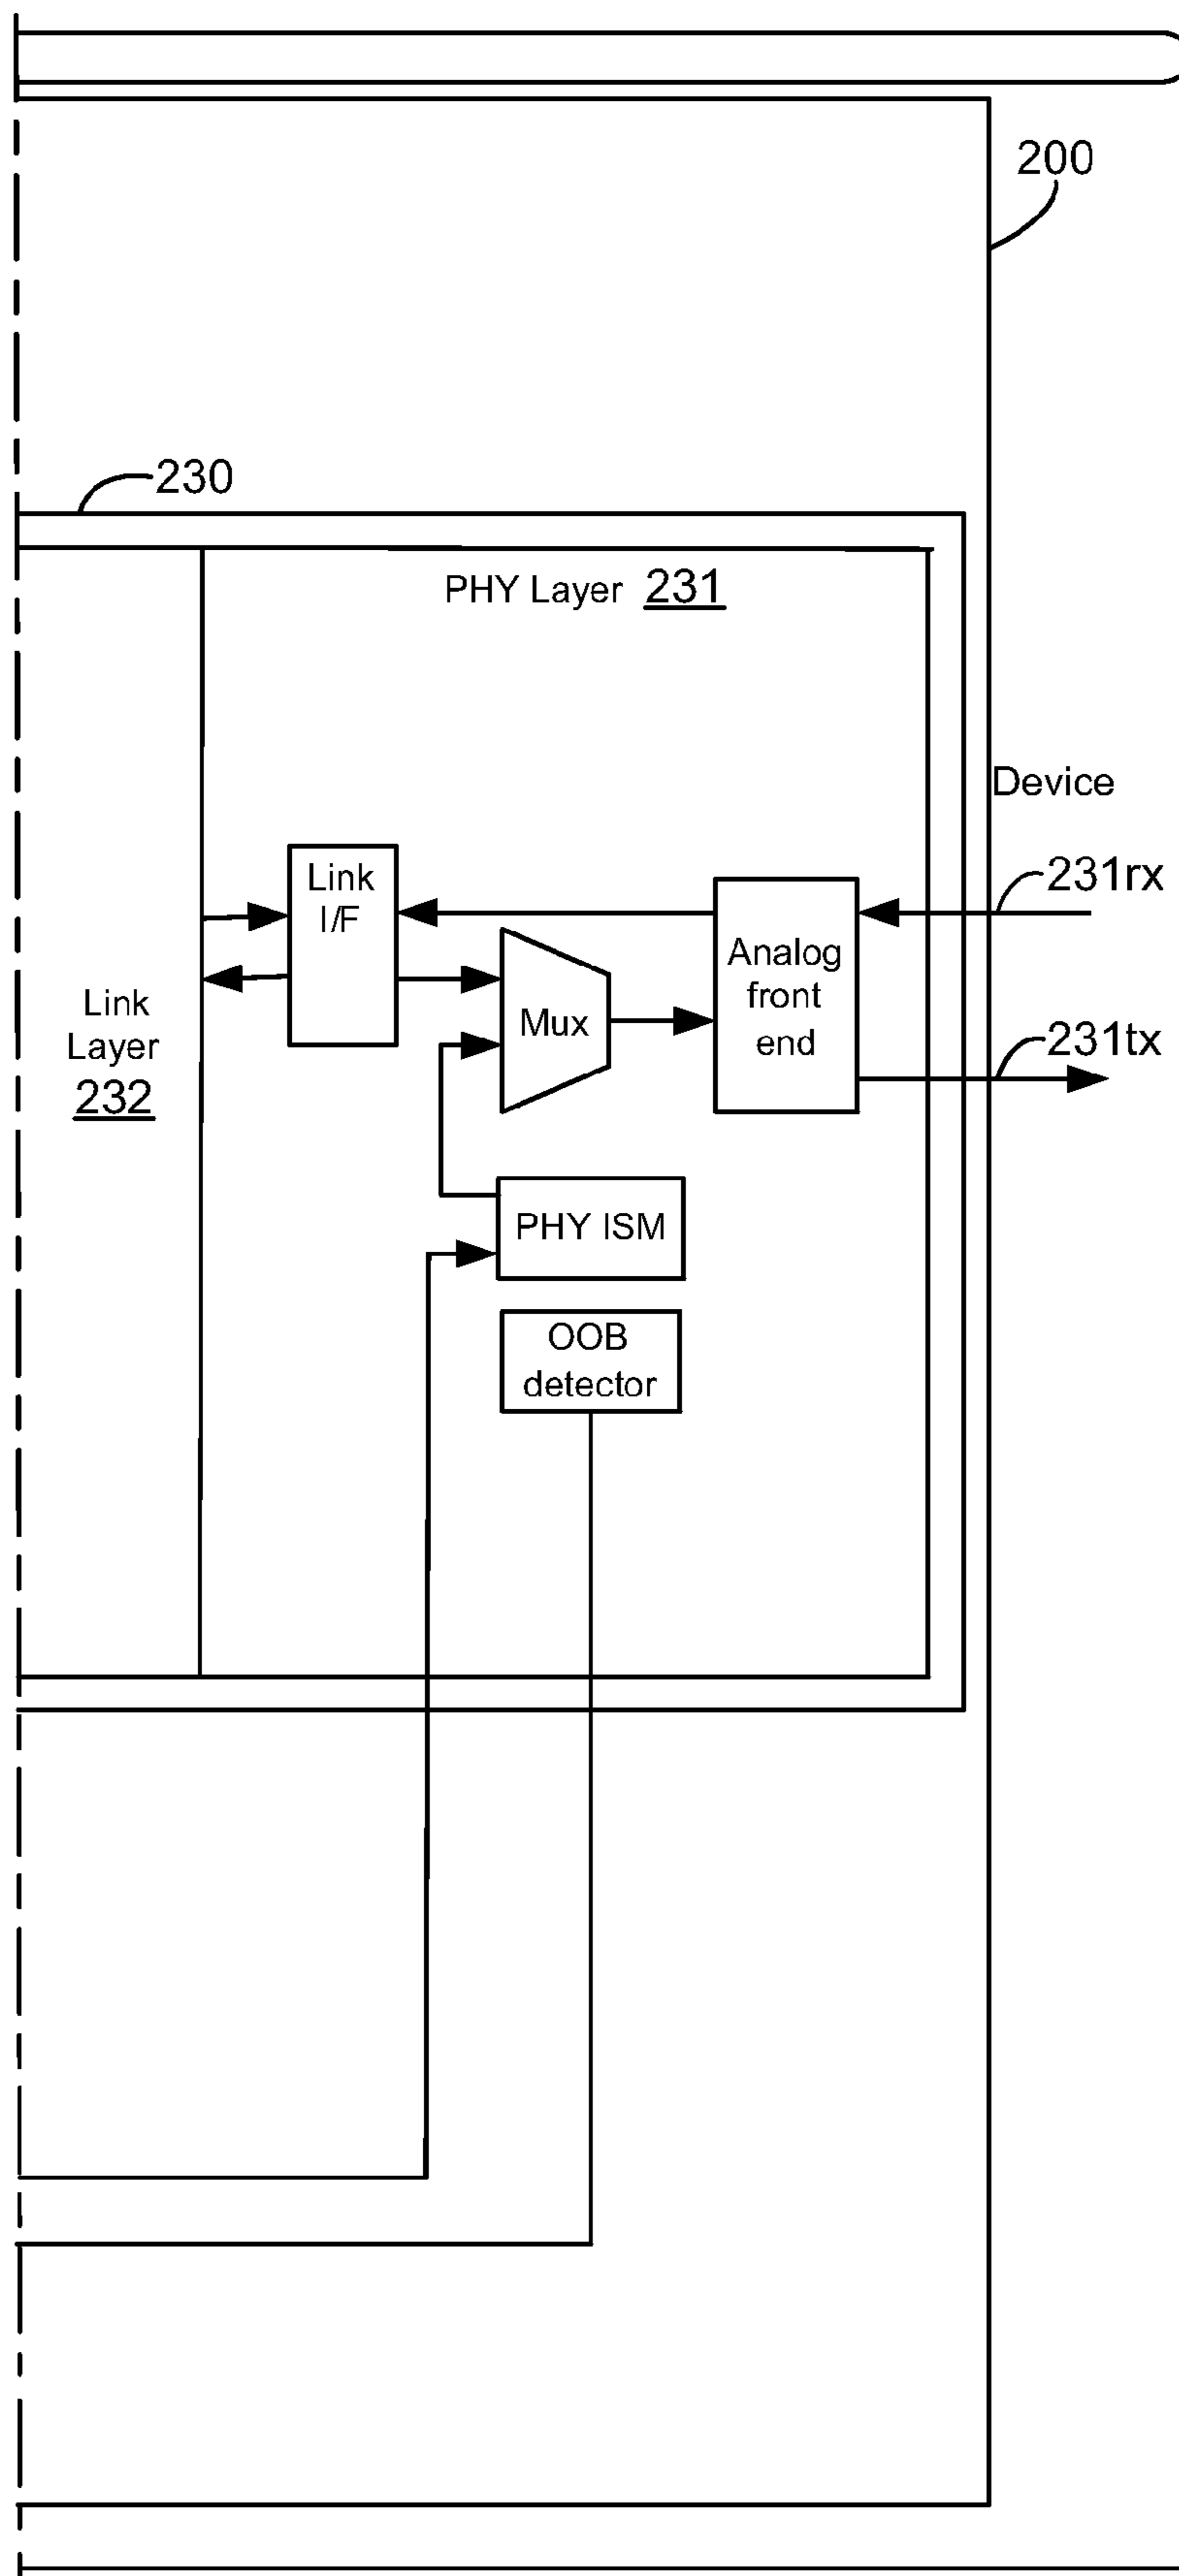 200
230
PHY Layer 231
Device
231rx
Link
I/F
Analog
front
end
Mux
Link
Layer
232
231tx
PHY ISM
OOB
detector